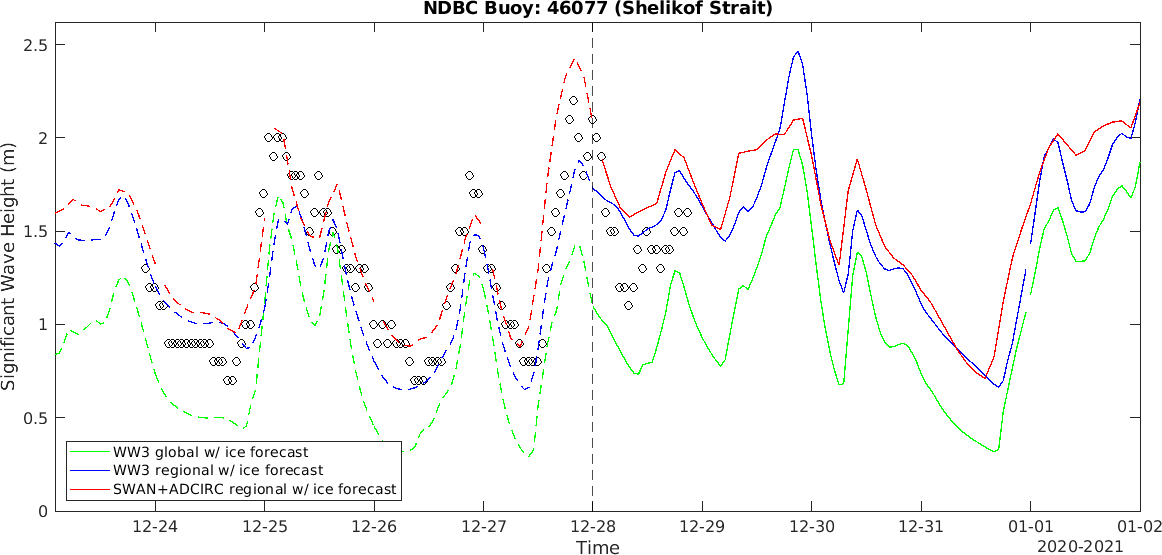 NDBC Buoy: 46077 (Shelikof Strait)
Significant Wave Height (m)
2.5
2
1.5
1
0.5
0
WW3 global w/ ice forecast
WW3 regional w/ ice forecast
SWAN+ADCIRC regional w/ ice forecast
12-24 12-25 12-26 12-27 12-28 12-29 12-30 12-31 01-01 01-02
Time
2020-2021